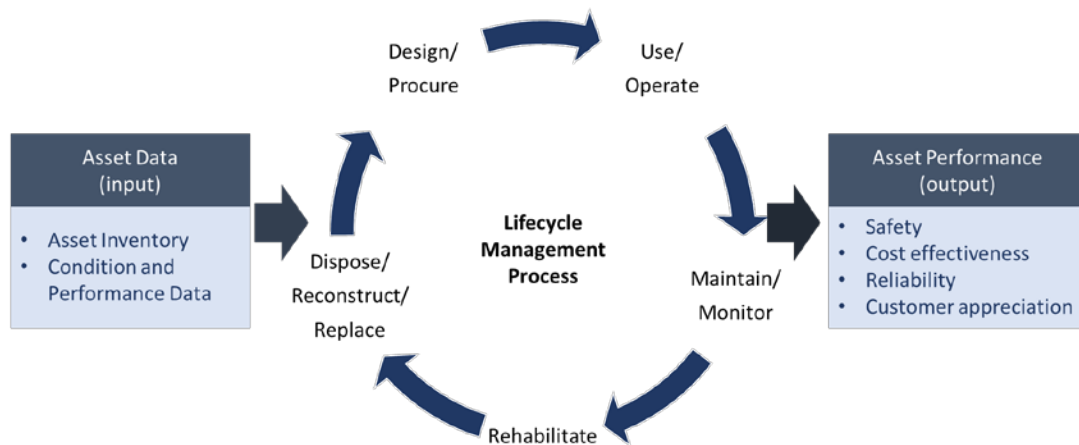 Asset Data
(input)
• Asset Inventory
• Condition and
Performance Data
Design/
Procure
Use/
Operate
Maintain/
Monitor
Rehabilitate
Dispose/
Reconstruct/
Replace
Lifecycle
Management
Process
Asset Performance
(output)
• Safety
• Cost effectiveness
• Reliability
• Customer appreciation